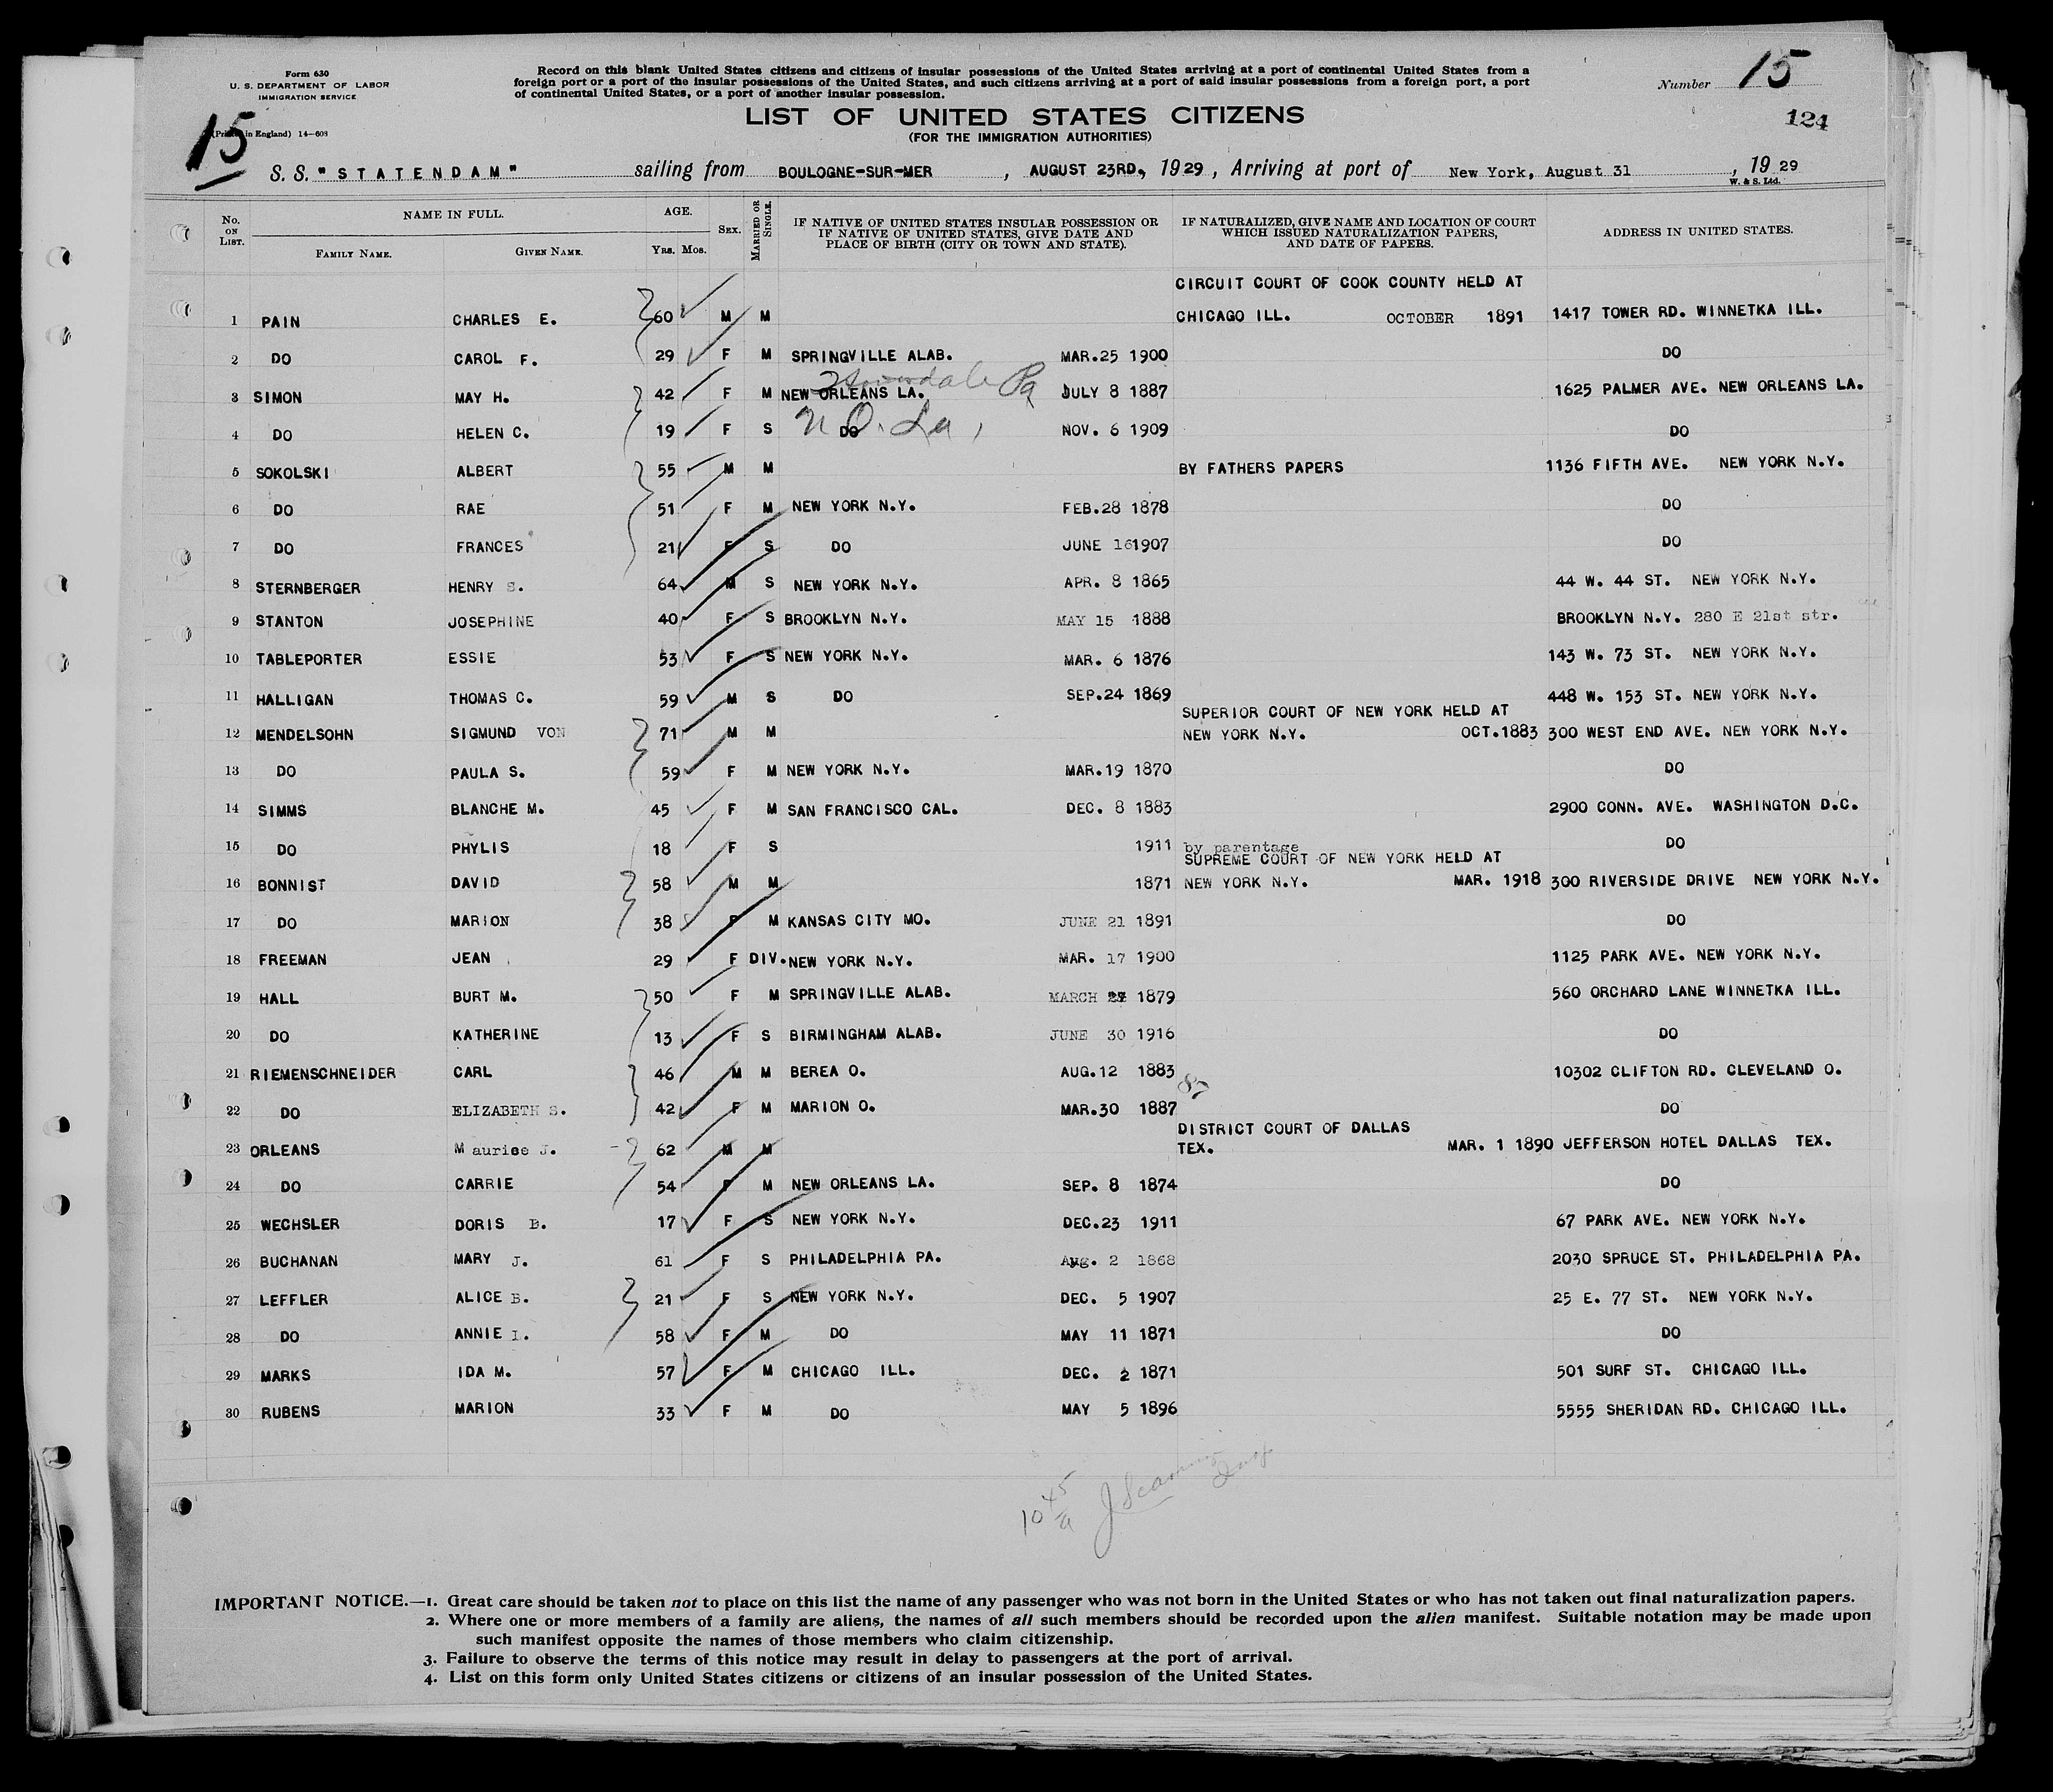 Form 630
U. S. DEPARTMENT OF LABOR
IMMIGRATION SERVICE
in England) 14—608
Record on this blank United States citizens and citizens of insular possessions of the United States arriving at a port of continental United States from a
foreign port or a port of the insular possessions of the United States, and such citizens arriving at a port of said insular possessions from a foreign port, a port
of continental United States, or a port of another insular possession.
Number 15
124
15
LIST OF UNITED STATES CITIZENS
(FOR THE IMMIGRATION AUTHORITIES)
S. S. "STATENDAM" sailing from BOULOGNE-SUR-MER, AUGUST 23RD., 1929, Arriving at port of New York, August 31, 1929
W. & S. Ltd.
No. ON LIST. NAME IN FULL. FAMILY NAME. GIVEN NAME. AGE. Yrs. Mos. SEX. MARRIED OR SINGLE. IF NATIVE OF UNITED STATES INSULAR POSSESSION OR IF NATIVE OF UNITED STATES, GIVE DATE AND PLACE OF BIRTH (CITY OR TOWN AND STATE). IF NATURALIZED, GIVE NAME AND LOCATION OF COURT WHICH ISSUED NATURALIZATION PAPERS, AND DATE OF PAPERS. ADDRESS IN UNITED STATES.
CIRCUIT COURT OF COOK COUNTY HELD AT
1 PAIN CHARLES E. 60 M M CHICAGO ILL. OCTOBER 1891 1417 TOWER RD. WINNETKA ILL.
2 DO CAROL F. 29 F M SPRINGVILLE ALAB. MAR.25 1900 DO
Pa
3 SIMON MAY H. 42 F M NEW ORLEANS LA. JULY 8 1887 1625 PALMER AVE. NEW ORLEANS LA.
4 DO HELEN C. 19 F S DO N.O. La, NOV. 6 1909 DO
5 SOKOLSKI ALBERT 55 M M BY FATHERS PAPERS 1136 FIFTH AVE. NEW YORK N.Y.
6 DO RAE 51 F M NEW YORK N.Y. FEB.28 1878 DO
7 DO FRANCES 21 F S DO JUNE 161907 DO
8 STERNBERGER HENRY S. 64 M S NEW YORK N.Y. APR. 8 1865 44 W. 44 ST. NEW YORK N.Y.
9 STANTON JOSEPHINE 40 F S BROOKLYN N.Y. MAY 15 1888 BROOKLYN N.Y. 280 E 21st str.
10 TABLEPORTER ESSIE 53 F S NEW YORK N.Y. MAR. 6 1876 143 W. 73 ST. NEW YORK N.Y.
11 HALLIGAN THOMAS C. 59 M S DO SEP.24 1869 448 W. 153 ST. NEW YORK N.Y.
SUPERIOR COURT OF NEW YORK HELD AT
12 MENDELSOHN SIGMUND VON 71 M M NEW YORK N.Y. OCT.1883 300 WEST END AVE. NEW YORK N.Y.
13 DO PAULA S. 59 F M NEW YORK N.Y. MAR.19 1870 DO
14 SIMMS BLANCHE M. 45 F M SAN FRANCISCO CAL. DEC. 8 1883 2900 CONN. AVE. WASHINGTON D.C.
15 DO PHYLIS 18 F S 1911 by parentage DO
SUPREME COURT OF NEW YORK HELD AT
16 BONNIST DAVID 58 M M 1871 NEW YORK N.Y. MAR. 1918 300 RIVERSIDE DRIVE NEW YORK N.Y.
17 DO MARION 38 F M KANSAS CITY MO. JUNE 21 1891 DO
18 FREEMAN JEAN 29 F DIV. NEW YORK N.Y. MAR. 17 1900 1125 PARK AVE. NEW YORK N.Y.
19 HALL BURT M. 50 F M SPRINGVILLE ALAB. MARCH 1879 560 ORCHARD LANE WINNETKA ILL.
20 DO KATHERINE 13 F S BIRMINGHAM ALAB. JUNE 30 1916 DO
21 RIEMENSCHNEIDER CARL 46 M M BEREA O. AUG.12 1883 10302 CLIFTON RD. CLEVELAND O.
22 DO ELIZABETH S. 42 F M MARION O. MAR.30 1887 87 DO
DISTRICT COURT OF DALLAS
23 ORLEANS Maurice J. 62 M M TEX. MAR. 1 1890 JEFFERSON HOTEL DALLAS TEX.
24 DO CARRIE 54 F M NEW ORLEANS LA. SEP. 8 1874 DO
25 WECHSLER DORIS B. 17 F S NEW YORK N.Y. DEC.23 1911 67 PARK AVE. NEW YORK N.Y.
26 BUCHANAN MARY J. 61 F S PHILADELPHIA PA. Aug. 2 1868 2030 SPRUCE ST. PHILADELPHIA PA.
27 LEFFLER ALICE B. 21 F S NEW YORK N.Y. DEC. 5 1907 25 E. 77 ST. NEW YORK N.Y.
28 DO ANNIE I. 58 F M DO MAY 11 1871 DO
29 MARKS IDA M. 57 F M CHICAGO ILL. DEC. 2 1871 501 SURF ST. CHICAGO ILL.
30 RUBENS MARION 33 F M DO MAY 5 1896 5555 SHERIDAN RD. CHICAGO ILL.
10 45 a
IMPORTANT NOTICE.—1. Great care should be taken not to place on this list the name of any passenger who was not born in the United States or who has not taken out final naturalization papers.
2. Where one or more members of a family are aliens, the names of all such members should be recorded upon the alien manifest. Suitable notation may be made upon
such manifest opposite the names of those members who claim citizenship.
3. Failure to observe the terms of this notice may result in delay to passengers at the port of arrival.
4. List on this form only United States citizens or citizens of an insular possession of the United States.